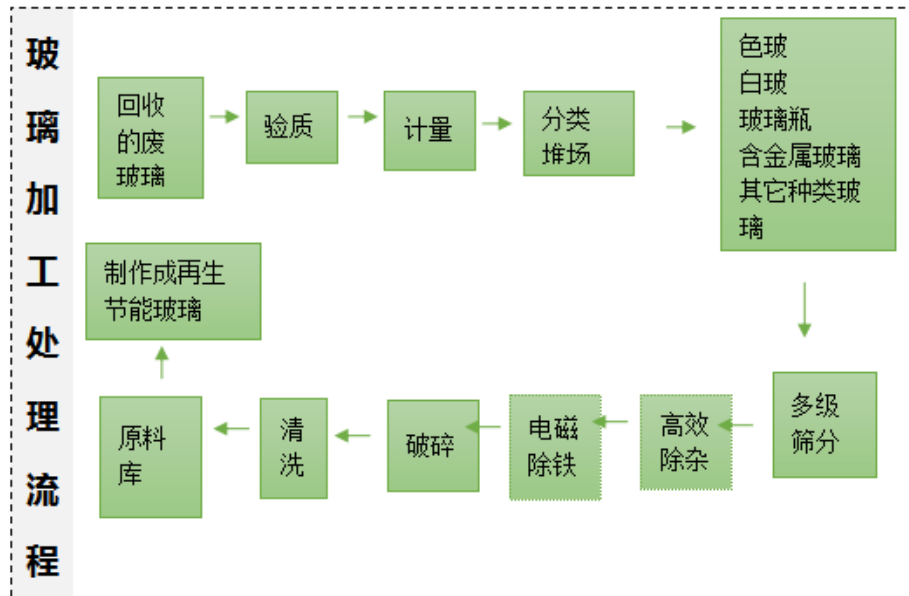 玻璃加工处理流程
回收
的废
玻璃
验质
计量
分类
堆场
色玻
白玻
玻璃瓶
含金属玻璃
其它种类玻
璃
多级
筛分
高效
除杂
电磁
除铁
破碎
清
洗
原料
库
制作成再生
节能玻璃